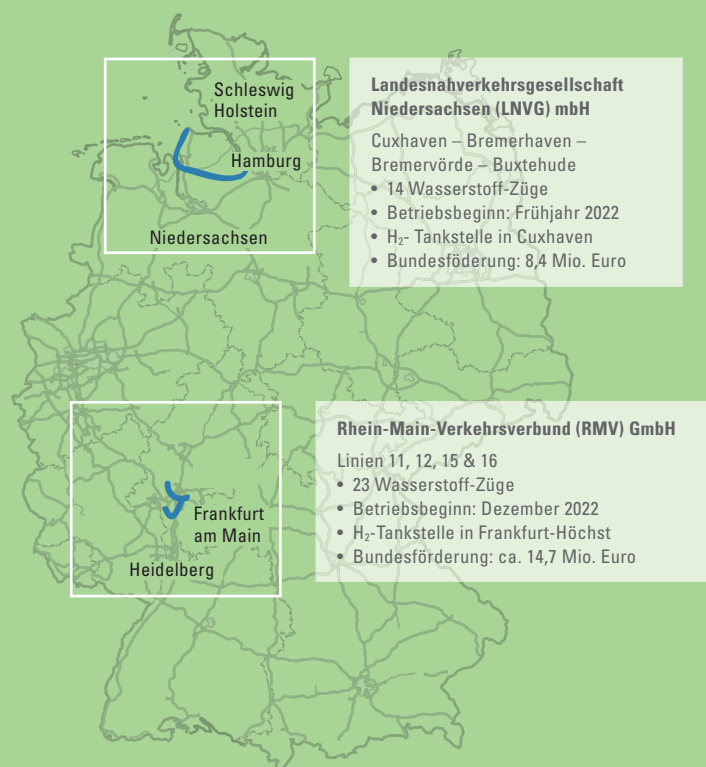 Schleswig
Holstein
Hamburg
Niedersachsen
Landesnahverkehrsgesellschaft
Niedersachsen (LNVG) mbH
Cuxhaven – Bremerhaven –
Bremervörde – Buxtehude
• 14 Wasserstoff-Züge
• Betriebsbeginn: Frühjahr 2022
• H₂- Tankstelle in Cuxhaven
• Bundesföderung: 8,4 Mio. Euro
Frankfurt
am Main
Heidelberg
Rhein-Main-Verkehrsverbund (RMV) GmbH
Linien 11, 12, 15 & 16
• 23 Wasserstoff-Züge
• Betriebsbeginn: Dezember 2022
• H₂-Tankstelle in Frankfurt-Höchst
• Bundesförderung: ca. 14,7 Mio. Euro